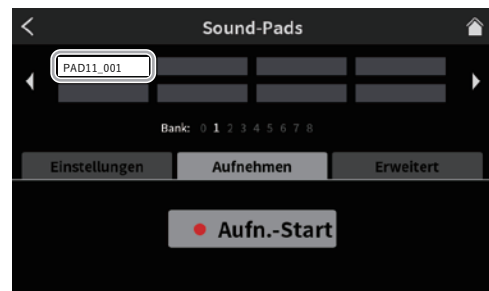 Sound-Pads
PAD11_001
Bank: 0 1 2 3 4 5 6 7 8
Einstellungen Aufnehmen Erweitert
Aufn.-Start